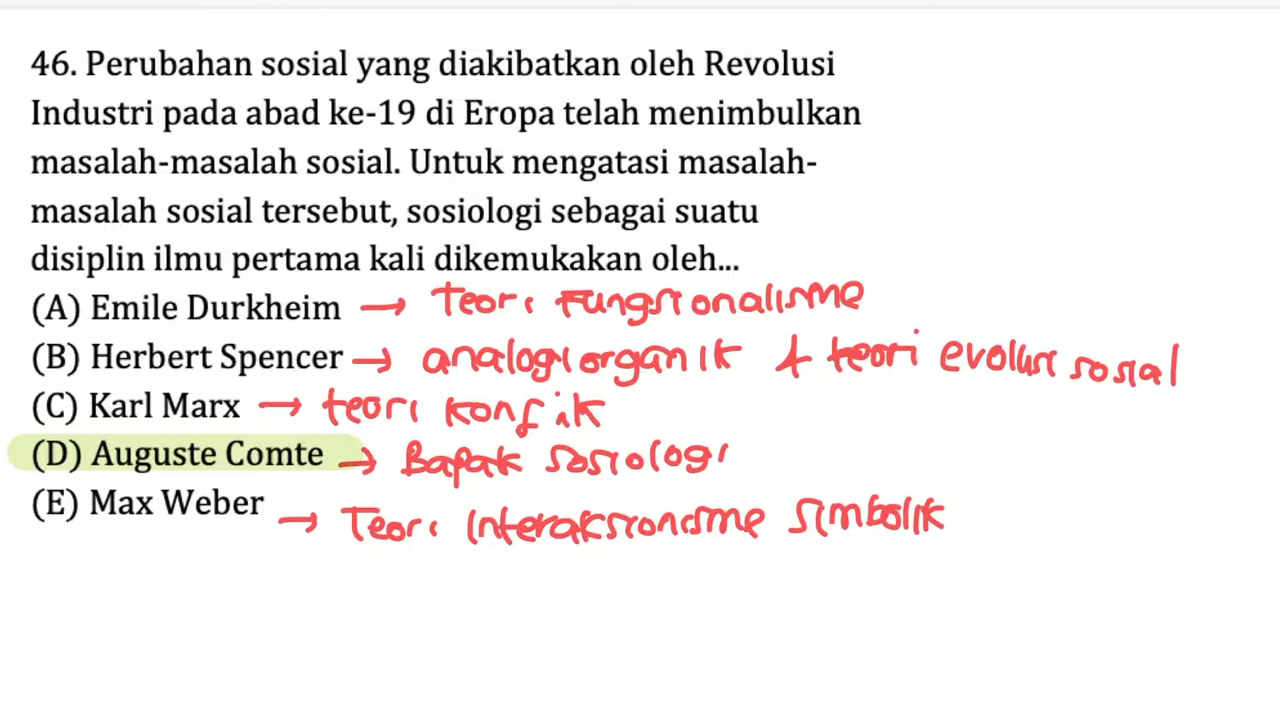 46. Perubahan sosial yang diakibatkan oleh Revolusi
Industri pada abad ke-19 di Eropa telah menimbulkan
masalah-masalah sosial. Untuk mengatasi masalah-
masalah sosial tersebut, sosiologi sebagai suatu
disiplin ilmu pertama kali dikemukakan oleh...
(A) Emile Durkheim → Teori Fungsionalisme
(B) Herbert Spencer → analogi organik + teori evolusi sosial
(C) Karl Marx → teori konfik
(D) Auguste Comte → Bapak sosiologi
(E) Max Weber → Teori Interaksionisme simbolik